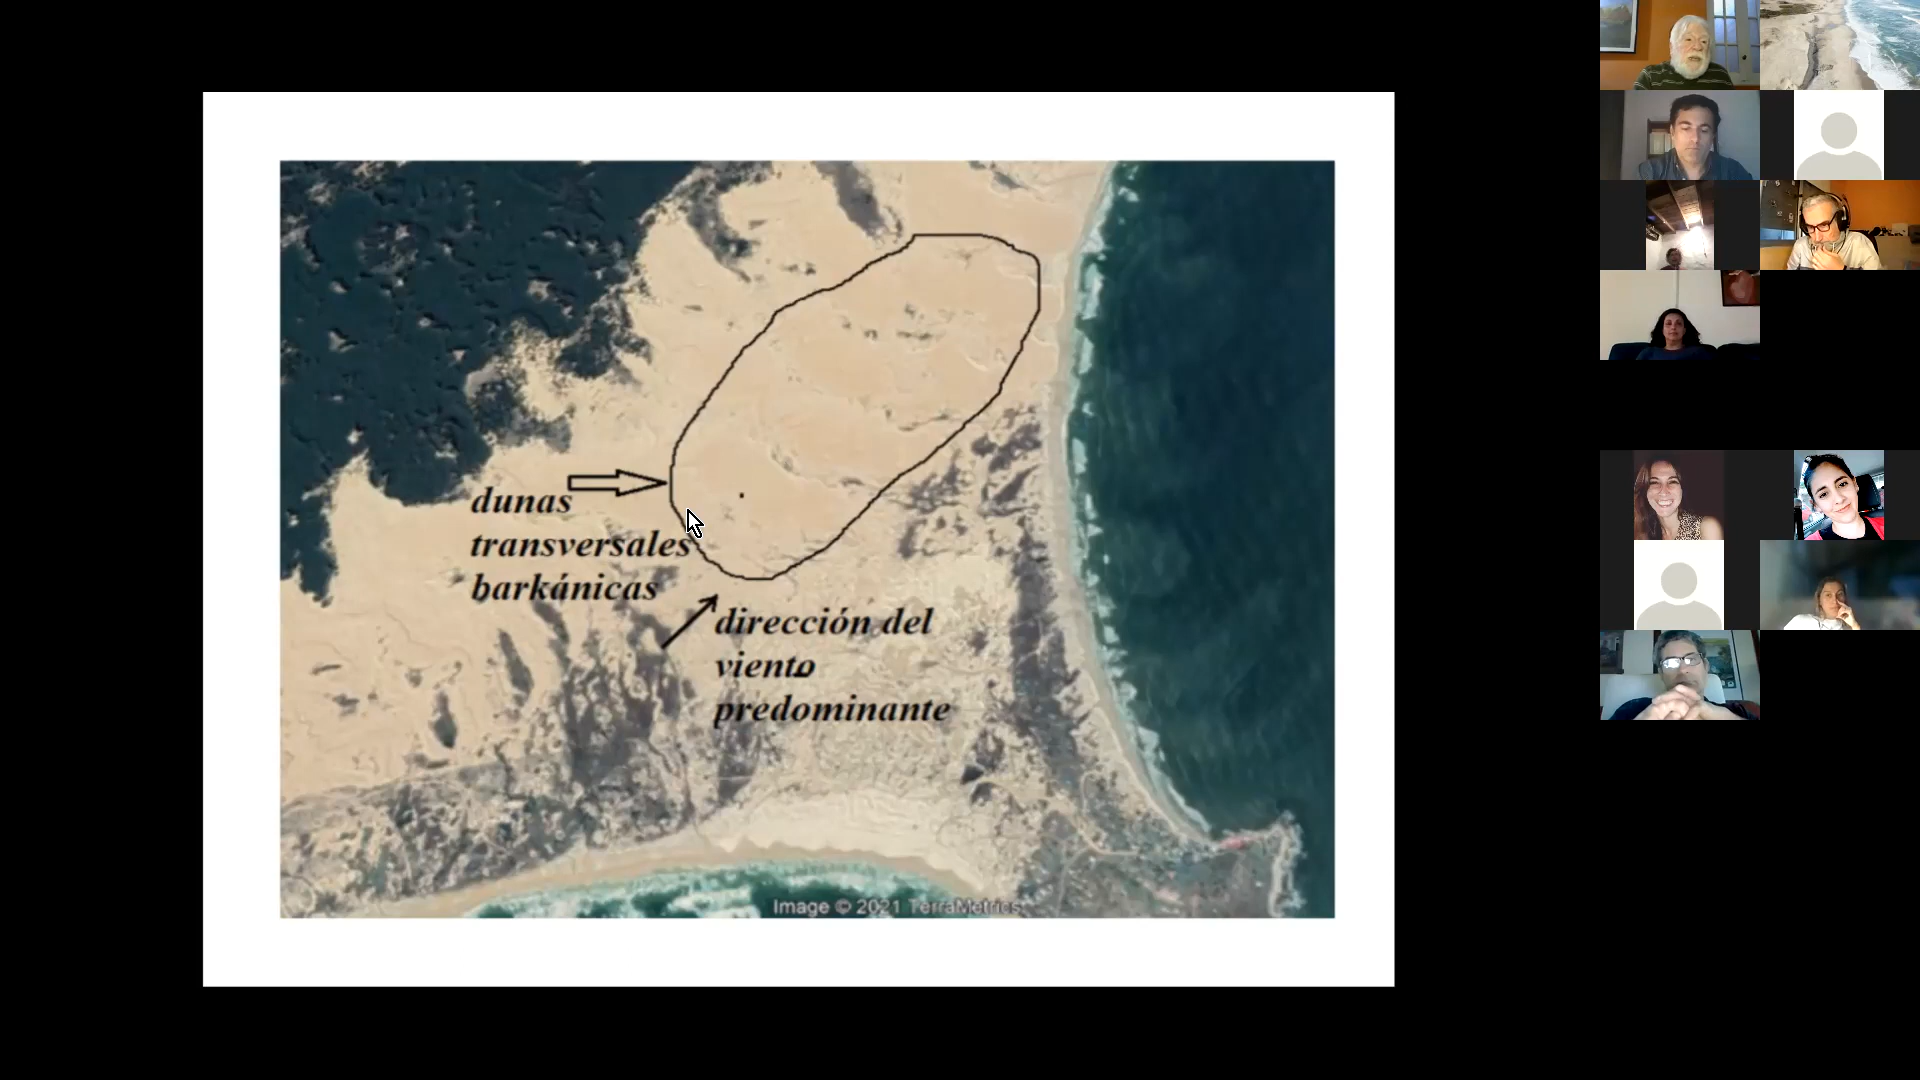 dunas
transversales
barkánicas
dirección del
viento
predominante
Image © 2021 TerraMetrics